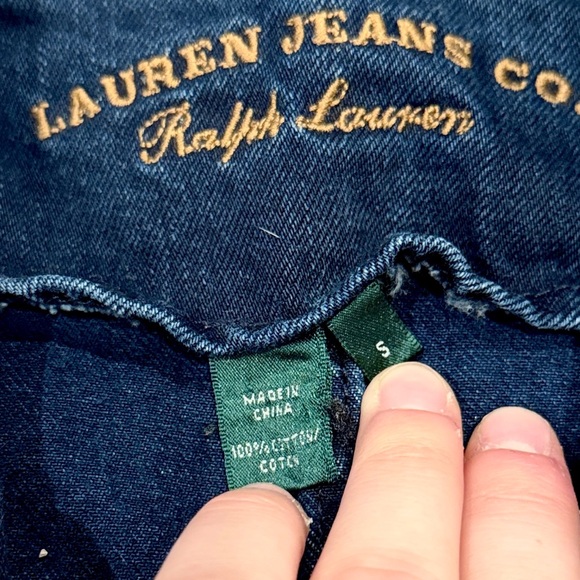 LAUREN JEANS CO
Ralph Lauren
S
MADE IN
CHINA
100% COTTON/
COTON